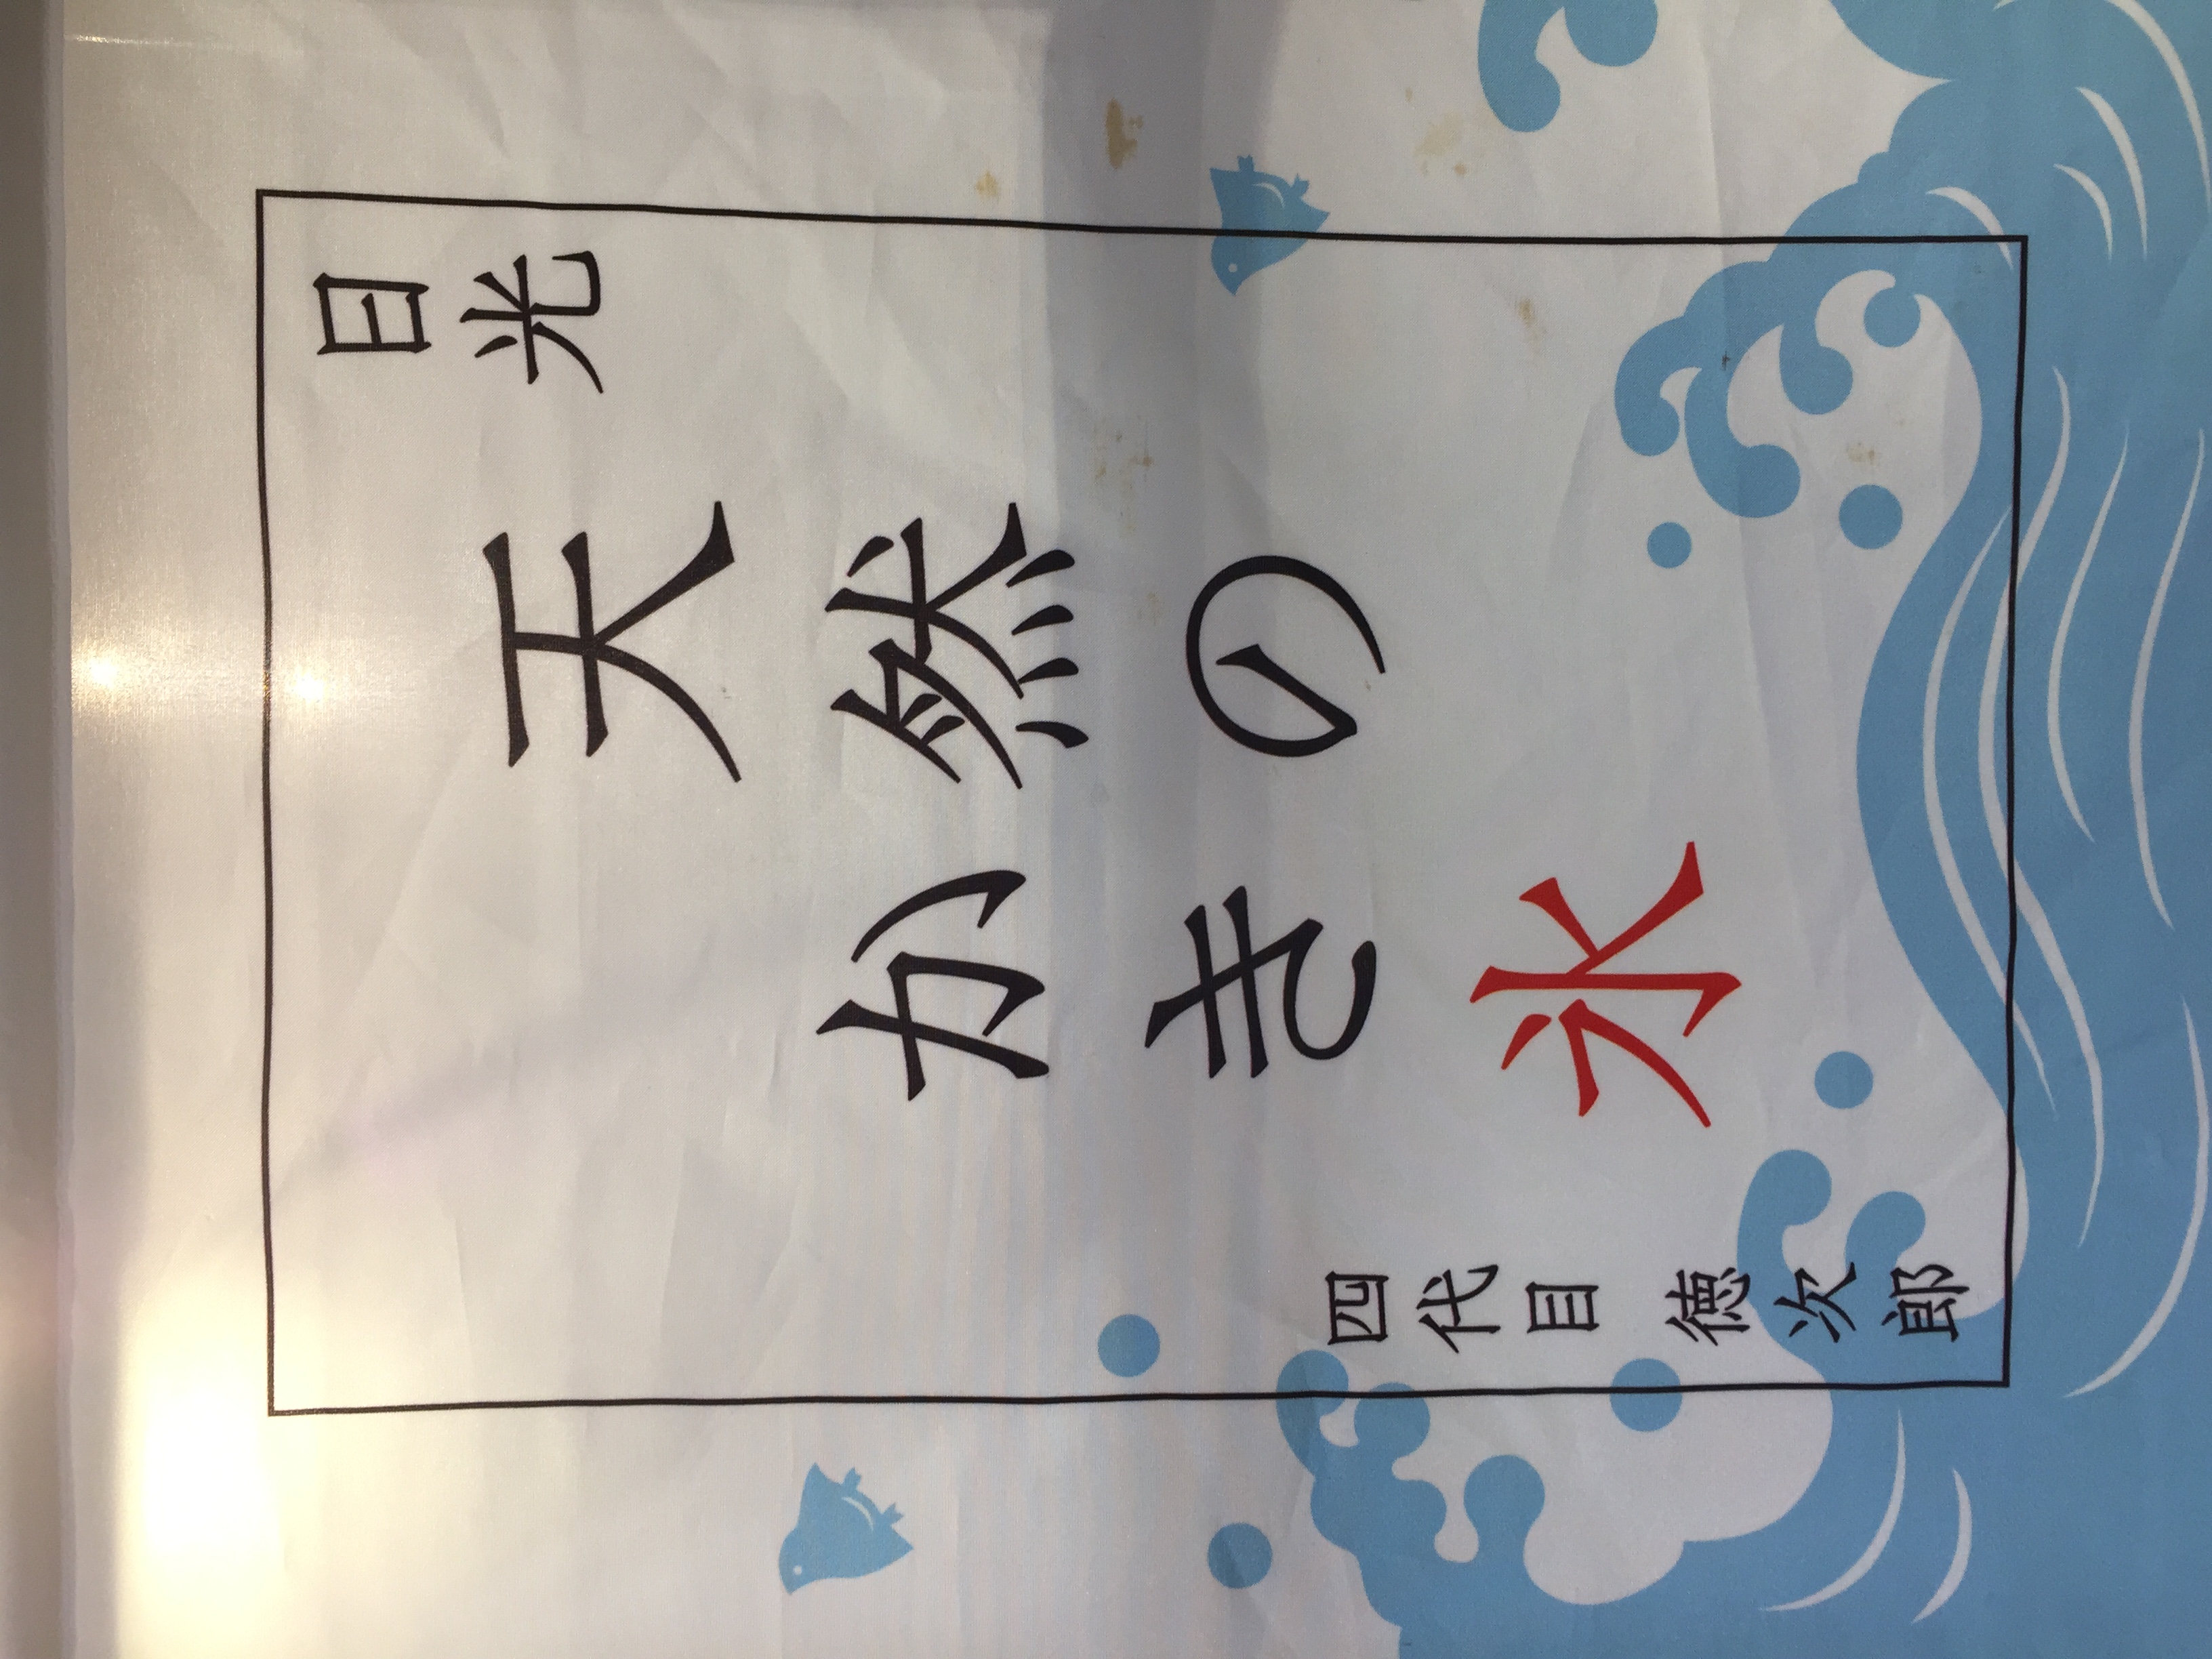 日光
天然の
かき氷
四代目 徳次郎